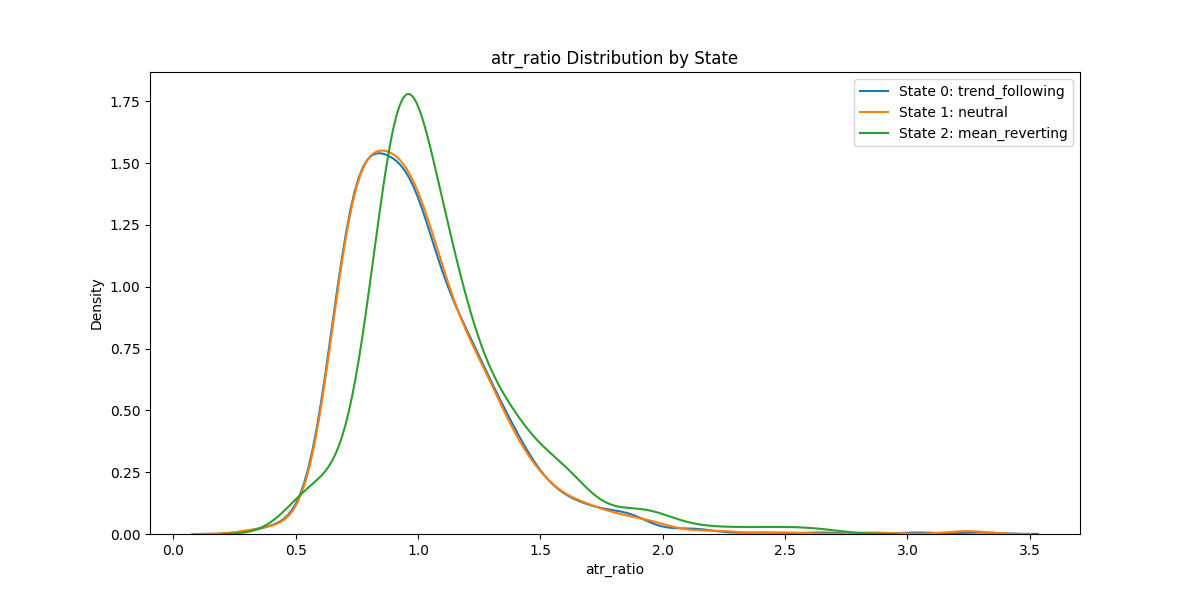 atr_ratio Distribution by State
State 0: trend_following
State 1: neutral
State 2: mean_reverting
Density
1.75
1.50
1.25
1.00
0.75
0.50
0.25
0.00
0.0 0.5 1.0 1.5 2.0 2.5 3.0 3.5
atr_ratio